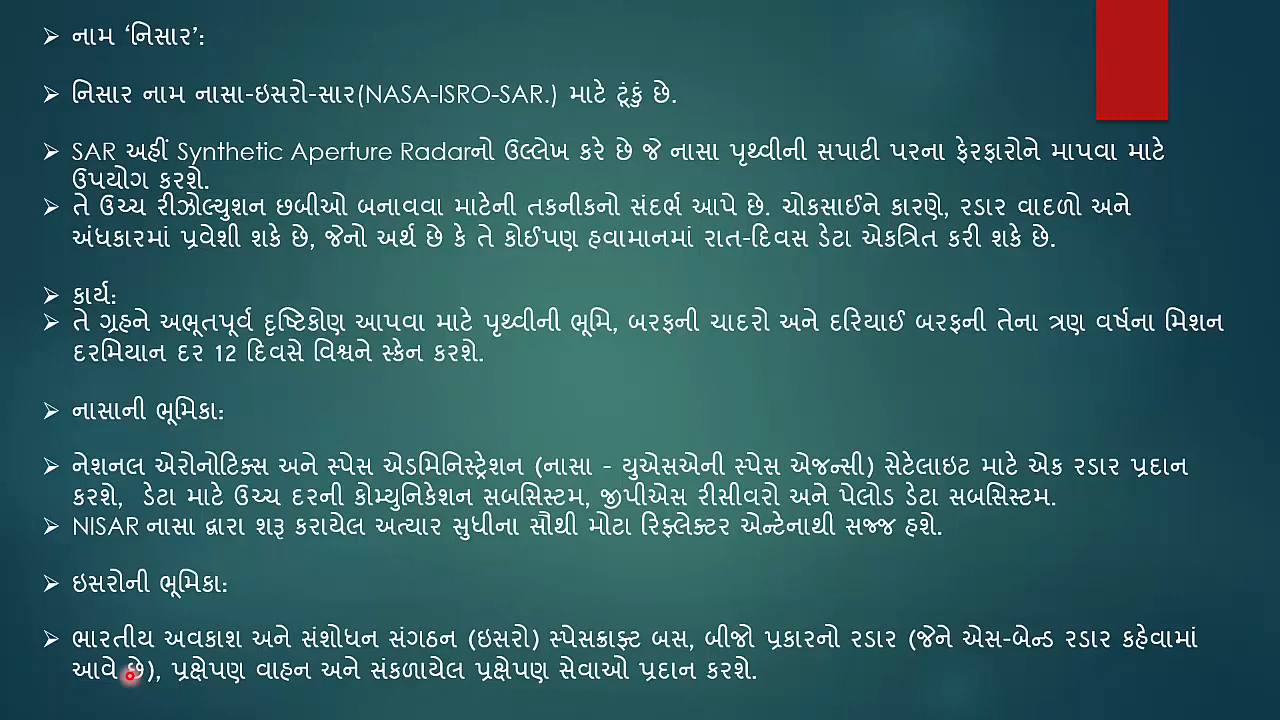 નામ ‘નિસાર’:
નિસાર નામ નાસા-ઇસરો-સાર(NASA-ISRO-SAR.) માટે ટૂંકું છે.
SAR અહીં Synthetic Aperture Radarનો ઉલ્લેખ કરે છે જે નાસા પૃથ્વીની સપાટી પરના ફેરફારોને માપવા માટે
ઉપયોગ કરશે.
તે ઉચ્ચ રીઝોલ્યુશન છબીઓ બનાવવા માટેની તકનીકનો સંદર્ભ આપે છે. ચોકસાઈને કારણે, રડાર વાદળો અને
અંધકારમાં પ્રવેશી શકે છે, જેનો અર્થ છે કે તે કોઈપણ હવામાનમાં રાત-દિવસ ડેટા એકત્રિત કરી શકે છે.
કાર્ય:
તે ગ્રહને અભૂતપૂર્વ દૃષ્ટિકોણ આપવા માટે પૃથ્વીની ભૂમિ, બરફની ચાદરો અને દરિયાઈ બરફની તેના ત્રણ વર્ષના મિશન
દરમિયાન દર 12 દિવસે વિશ્વને સ્કેન કરશે.
નાસાની ભૂમિકા:
નેશનલ એરોનોટિક્સ અને સ્પેસ એડમિનિસ્ટ્રેશન (નાસા - યુએસએની સ્પેસ એજન્સી) સેટેલાઇટ માટે એક રડાર પ્રદાન
કરશે, ડેટા માટે ઉચ્ચ દરની કોમ્યુનિકેશન સબસિસ્ટમ, જીપીએસ રીસીવરો અને પેલોડ ડેટા સબસિસ્ટમ.
NISAR નાસા દ્વારા શરૂ કરાયેલ અત્યાર સુધીના સૌથી મોટા રિફ્લેક્ટર એન્ટેનાથી સજ્જ હશે.
ઇસરોની ભૂમિકા:
ભારતીય અવકાશ અને સંશોધન સંગઠન (ઇસરો) સ્પેસક્રાફ્ટ બસ, બીજો પ્રકારનો રડાર (જેને એસ-બેન્ડ રડાર કહેવામાં
આવે છે), પ્રક્ષેપણ વાહન અને સંકળાયેલ પ્રક્ષેપણ સેવાઓ પ્રદાન કરશે.